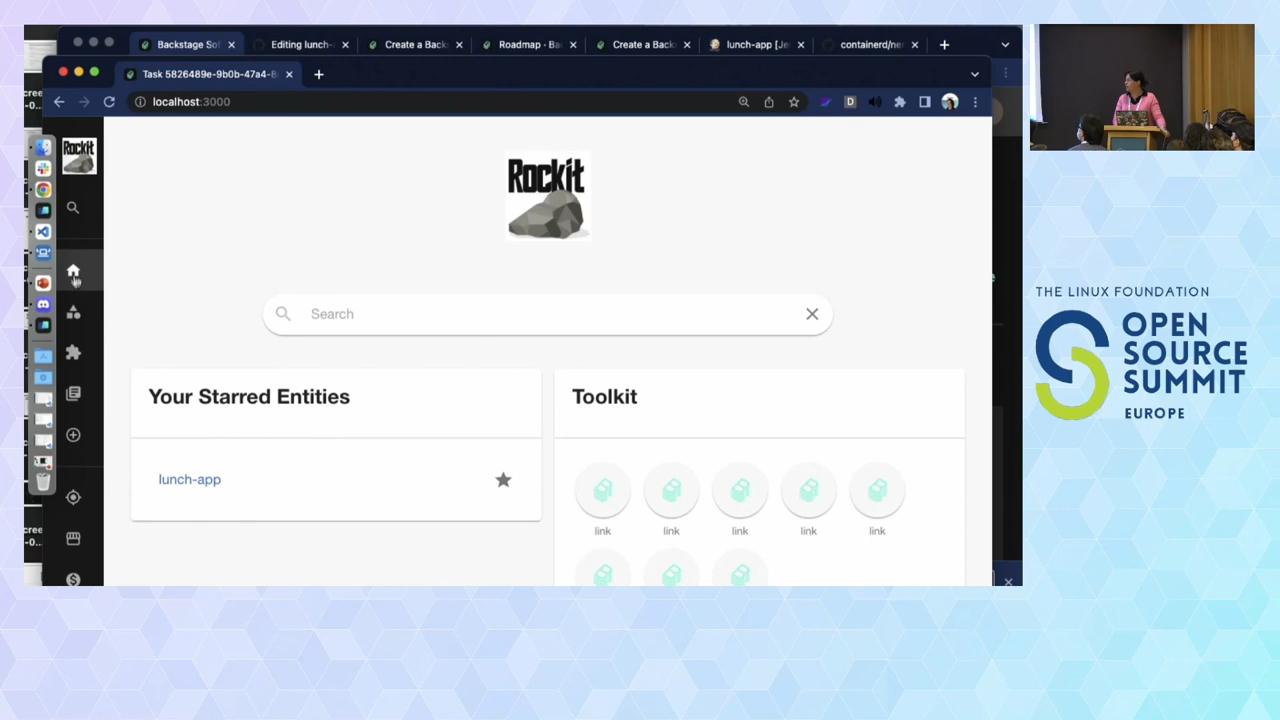 Backstage Sof
Editing lunch-
Create a Back
Roadmap · Ba
Create a Back
lunch-app [Je
containerd/ner
Task 5826489e-9b0b-47a4-8
localhost:3000
D
Rockit
Rockit
Search
Your Starred Entities
Toolkit
lunch-app
link
link
link
link
link
THE LINUX FOUNDATION
OPEN
SOURCE
SUMMIT
EUROPE